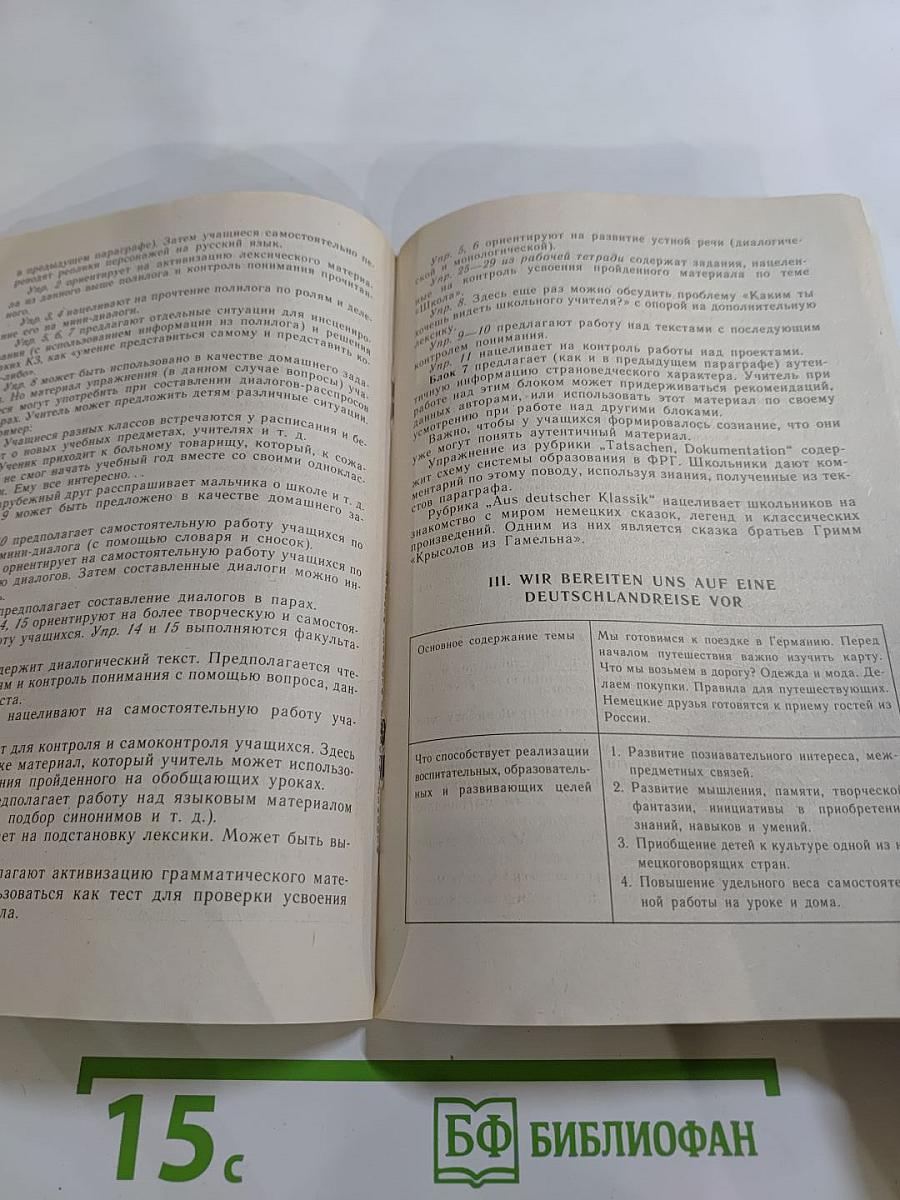 в предыдущем параграфе). Затем учащиеся самостоятельно пе-
реводят реплики персонажей на русский язык.
Упр. 2 ориентирует на активизацию лексического материа-
ла из данного выше полилога и контроль понимания прочитан-
ного.
Упр. 3, 4 нацеливают на прочтение полилога по ролям и деле-
ние его на мини-диалоги.
Упр. 5, 6, 7 предлагают отдельные ситуации для инсцениро-
вания (с использованием информации из полилога) и решения
таких КЗ, как «умение представиться самому и представить ко-
го-либо».
Упр. 8 может быть использовано в качестве домашнего зада-
. Но материал упражнения (в данном случае вопросы) уча-
еся могут употребить при составлении диалогов-расспросов
рах. Учитель может предложить детям различные ситуации.
ример:
Учащиеся разных классов встречаются у расписания и бе-
т о новых учебных предметах, учителях и т. д.
Ученик приходит к больному товарищу, который, к сожа-
не смог начать учебный год вместе со своими одноклас-
и. Ему все интересно...
арубежный друг расспрашивает мальчика о школе и т. д.
9 может быть предложено в качестве домашнего за-
0 предполагает самостоятельную работу учащихся по
мини-диалога (с помощью словаря и сносок).
ориентирует на самостоятельную работу учащихся по
ю диалогов. Затем составленные диалоги можно ин-
ь.
предполагает составление диалогов в парах.
4, 15 ориентируют на более творческую и самостоя-
оту учащихся. Упр. 14 и 15 выполняются факульта-
держит диалогический текст. Предполагается чте-
ям и контроль понимания с помощью вопроса, дан-
ста.
нацеливают на самостоятельную работу уча-
т для контроля и самоконтроля учащихся. Здесь
же материал, который учитель может использо-
ния пройденного на обобщающих уроках.
едполагает работу над языковым материалом
подбор синонимов и т. д.).
ает на подстановку лексики. Может быть вы-
лагают активизацию грамматического мате-
льзоваться как тест для проверки усвоения
ла.
Упр. 5, 6 ориентируют на развитие устной речи (диалогиче-
ской и монологической).
Упр. 25—29 из рабочей тетради содержат задания, нацелен-
ные на контроль усвоения пройденного материала по теме
«Школа».
Упр. 8. Здесь еще раз можно обсудить проблему «Каким ты
хочешь видеть школьного учителя?» с опорой на дополнительную
лексику.
Упр. 9—10 предлагают работу над текстами с последующим
контролем понимания.
Упр. 11 нацеливает на контроль работы над проектами.
Блок 7 предлагает (как и в предыдущем параграфе) аутен-
тичную информацию страноведческого характера. Учитель при
работе над этим блоком может придерживаться рекомендаций,
данных авторами, или использовать этот материал по своему
усмотрению при работе над другими блоками.
Важно, чтобы у учащихся формировалось сознание, что они
уже могут понять аутентичный материал.
Упражнение из рубрики „Tatsachen, Dokumentation“ содер-
жит схему системы образования в ФРГ. Школьники дают ком-
ментарий по этому поводу, используя знания, полученные из тек-
стов параграфа.
Рубрика „Aus deutscher Klassik“ нацеливает школьников на
знакомство с миром немецких сказок, легенд и классических
произведений. Одним из них является сказка братьев Гримм
«Крысолов из Гамельна».
III. WIR BEREITEN UNS AUF EINE
DEUTSCHLANDREISE VOR
Основное содержание темы
Мы готовимся к поездке в Германию. Перед
началом путешествия важно изучить карту.
Что мы возьмем в дорогу? Одежда и мода. Де-
лаем покупки. Правила для путешествующих.
Немецкие друзья готовятся к приему гостей из
России.
Что способствует реализации
воспитательных, образователь-
ных и развивающих целей
1. Развитие познавательного интереса, меж-
предметных связей.
2. Развитие мышления, памяти, творческой
фантазии, инициативы в приобретени
знаний, навыков и умений.
3. Приобщение детей к культуре одной из н
мецкоговорящих стран.
4. Повышение удельного веса самостояте
ной работы на уроке и дома.
15 с
БФ БИБЛИОФАН